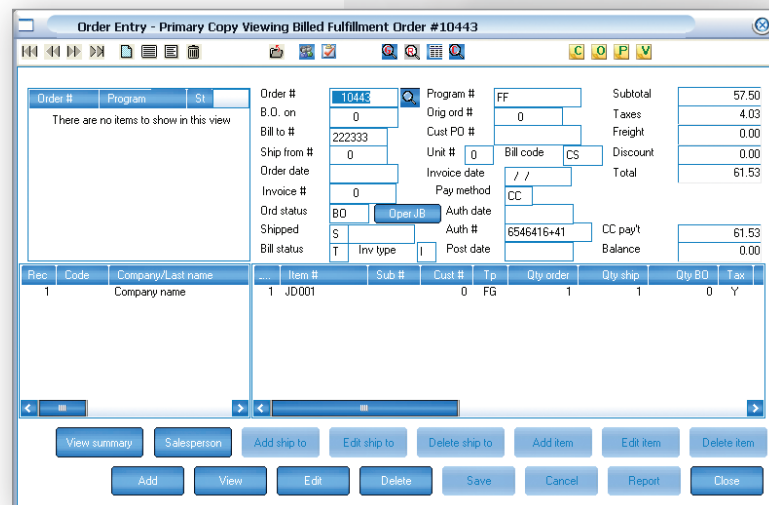 Order Entry - Primary Copy Viewing Billed Fulfillment Order #10443
C O P V
Order # Program St
There are no items to show in this view
Order # 10443 Program # FF Subtotal 57.50
B.O. on 0 Orig ord # 0 Taxes 4.03
Bill to # 222333 Cust PO # Freight 0.00
Ship from # 0 Unit # 0 Bill code CS Discount 0.00
Order date Invoice date / / Total 61.53
Invoice # 0 Pay method CC
Ord status BO Oper JB Auth date
Shipped S Auth # 6546416+41 CC pay't 61.53
Bill status T Inv type I Post date Balance 0.00
Rec Code Company/Last name
1 Company name
.... Item # Sub # Cust # Tp Qty order Qty ship Qty BO Tax
1 JD001 0 FG 1 1 0 Y
View summary Salesperson Add ship to Edit ship to Delete ship to Add item Edit item Delete item
Add View Edit Delete Save Cancel Report Close